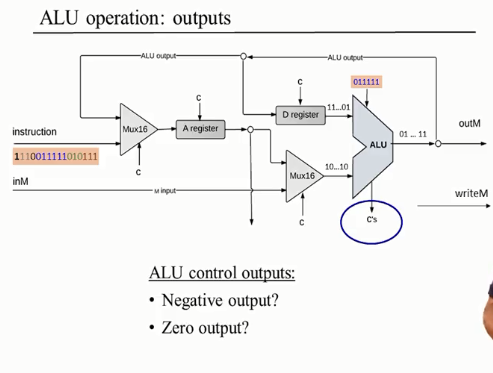 ALU operation: outputs
ALU output
ALU output
C
C
011111
Mux16
A register
D register
11...01
instruction
1110011111010111
C
ALU
01 ... 11
outM
Mux16
10...10
inM
M input
writeM
C
C's
ALU control outputs:
• Negative output?
• Zero output?